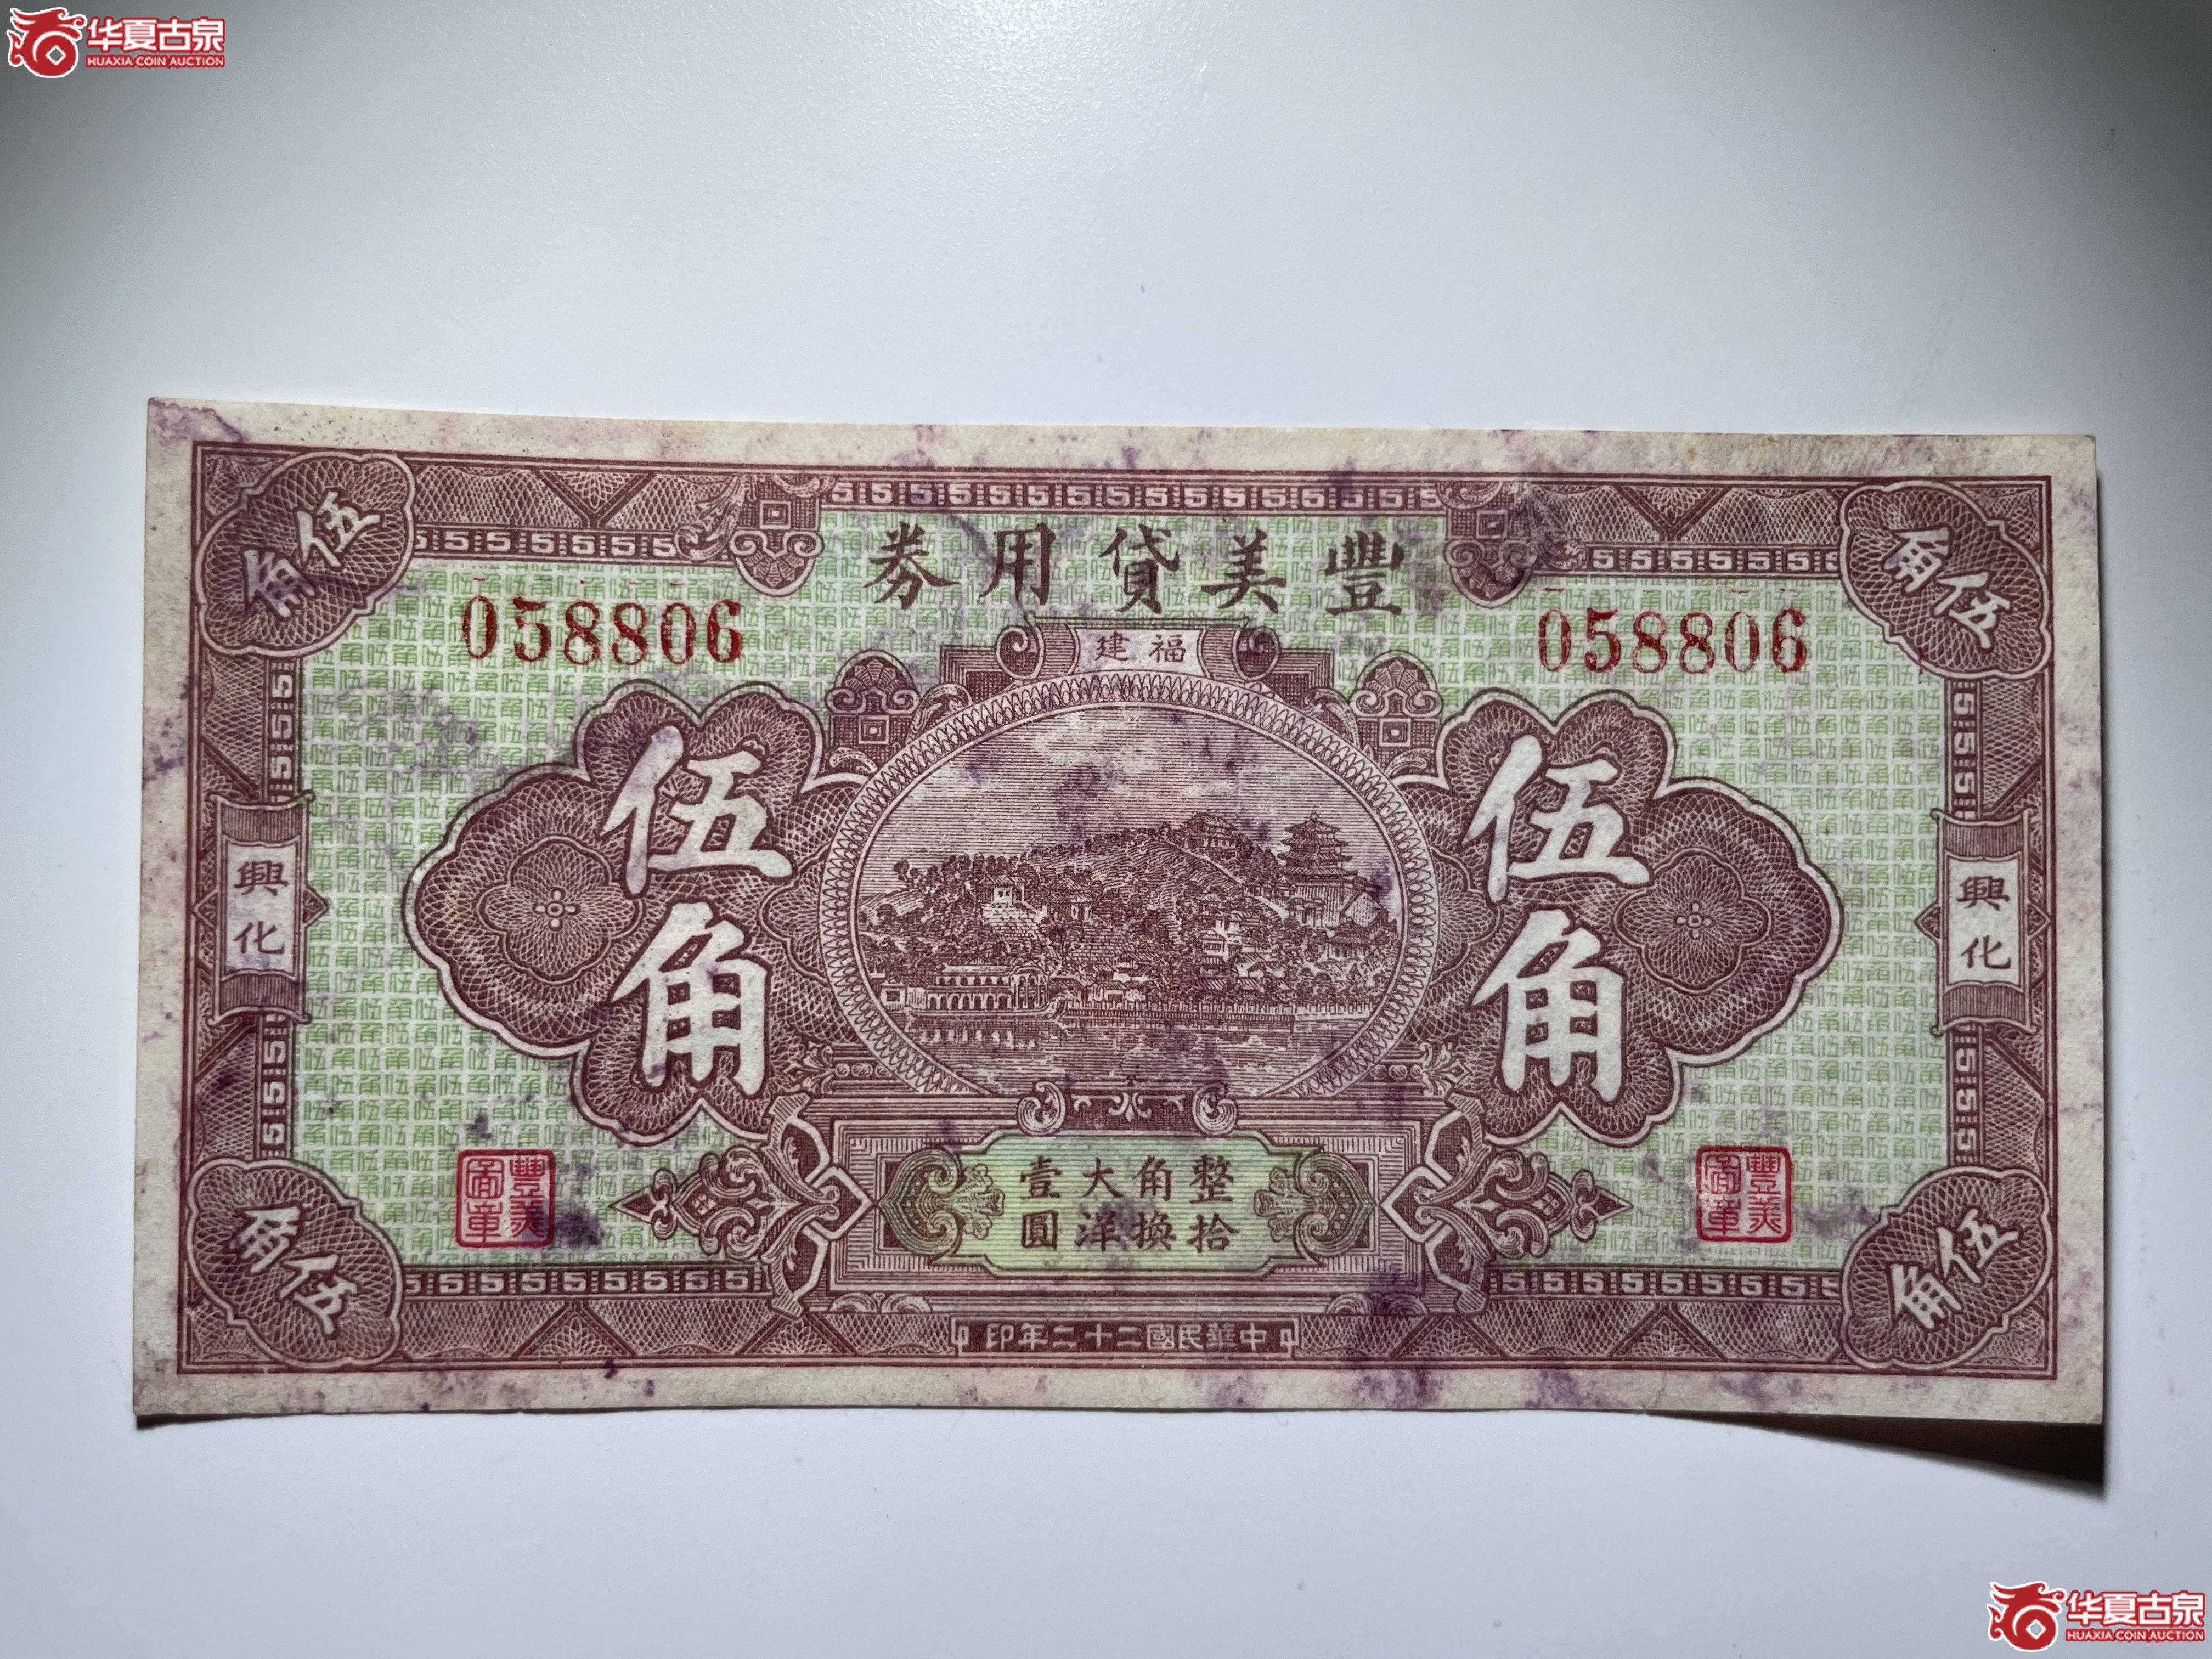 华夏古泉
HUAXIA COIN AUCTION
伍角
伍角
豐美貸用券
058806
058806
福建
伍角
伍角
興化
興化
豐美
啚章
豐美
啚章
整拾
角換
大洋
壹圓
伍角
伍角
中華民國二十二年印
华夏古泉
HUAXIA COIN AUCTION